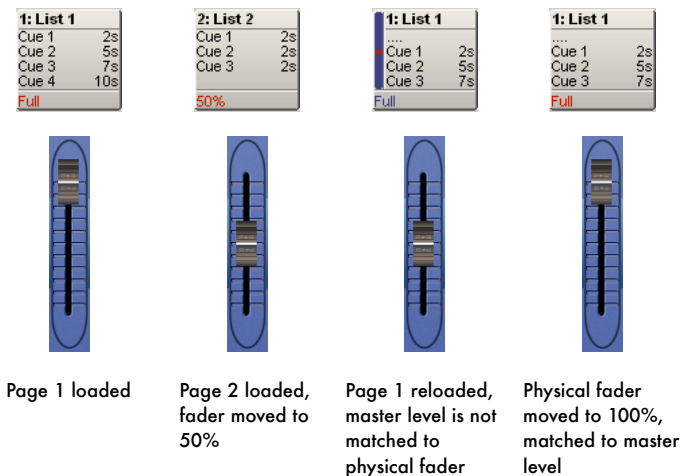 1: List 1
Cue 1 2s
Cue 2 5s
Cue 3 7s
Cue 4 10s
Full
2: List 2
Cue 1 2s
Cue 2 2s
Cue 3 2s
50%
1: List 1
....
Cue 1 2s
Cue 2 5s
Cue 3 7s
Full
1: List 1
....
Cue 1 2s
Cue 2 5s
Cue 3 7s
Full
Page 1 loaded
Page 2 loaded,
fader moved to
50%
Page 1 reloaded,
master level is not
matched to
physical fader
Physical fader
moved to 100%,
matched to master
level